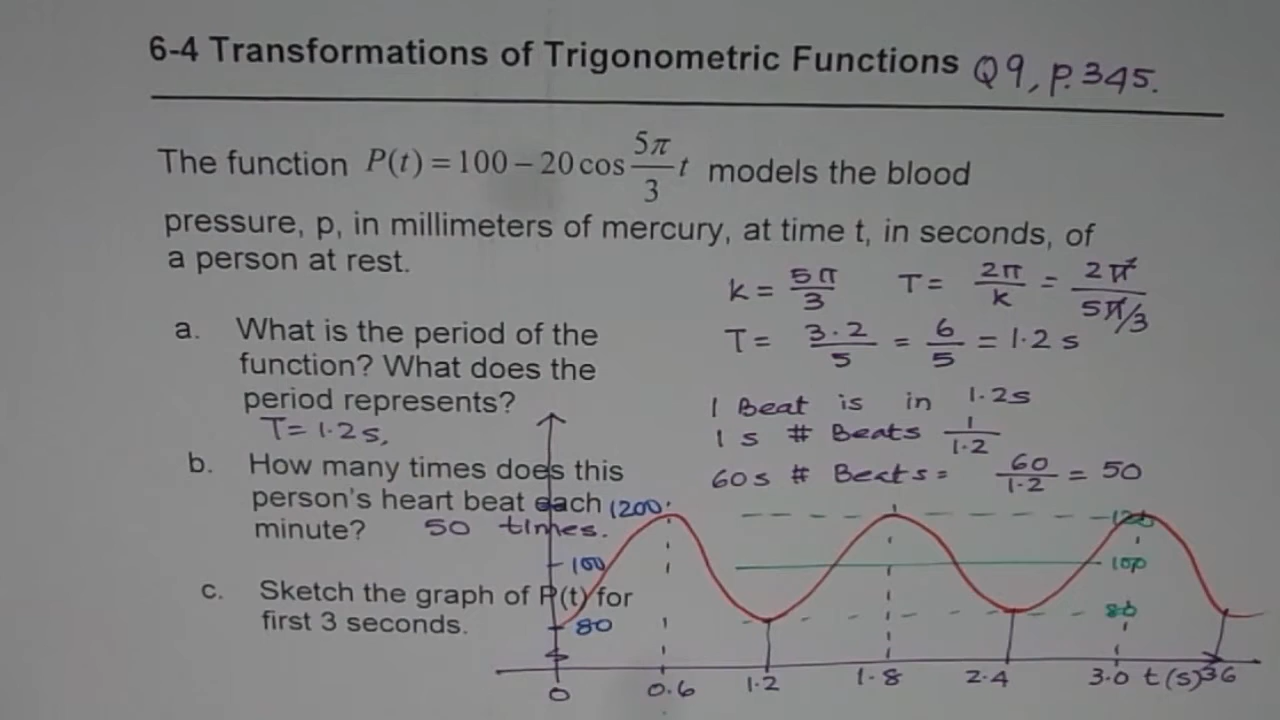 6-4 Transformations of Trigonometric Functions Q9, P.345.
The function P(t) = 100 – 20 cos 5π/3 t models the blood
pressure, p, in millimeters of mercury, at time t, in seconds, of
a person at rest.
K = 5π/3 T = 2π/K = 2π/5π/3
T = 3·2/5 = 6/5 = 1·2 s
a. What is the period of the
function? What does the
period represents?
T = 1·2 s,
1 Beat is in 1·2s
1 s # Beats 1/1·2
60s # Beats = 60/1·2 = 50
b. How many times does this
person's heart beat each
minute? 50 times.
c. Sketch the graph of P(t) for
first 3 seconds.
(200,
100
80
120
100
80
0 0.6 1·2 1·8 2·4 3·0 t(s) 36